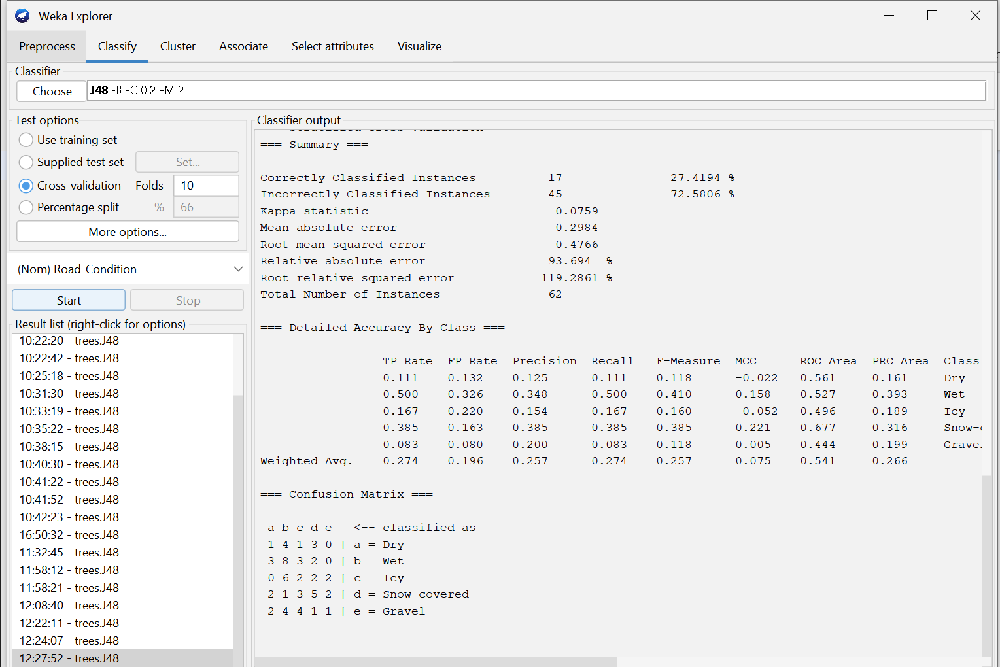 Weka Explorer
Preprocess Classify Cluster Associate Select attributes Visualize
Classifier
Choose J48 -B -C 0.2 -M 2
Test options
Use training set
Supplied test set Set...
Cross-validation Folds 10
Percentage split % 66
More options...
(Nom) Road_Condition
Start Stop
Result list (right-click for options)
10:22:20 - trees.J48
10:22:42 - trees.J48
10:25:18 - trees.J48
10:31:30 - trees.J48
10:33:19 - trees.J48
10:35:22 - trees.J48
10:38:15 - trees.J48
10:40:30 - trees.J48
10:41:22 - trees.J48
10:41:52 - trees.J48
10:42:23 - trees.J48
16:50:32 - trees.J48
11:32:45 - trees.J48
11:58:12 - trees.J48
11:58:21 - trees.J48
12:08:40 - trees.J48
12:22:11 - trees.J48
12:24:07 - trees.J48
12:27:52 - trees.J48
Classifier output
=== Summary ===
Correctly Classified Instances 17 27.4194 %
Incorrectly Classified Instances 45 72.5806 %
Kappa statistic 0.0759
Mean absolute error 0.2984
Root mean squared error 0.4766
Relative absolute error 93.694 %
Root relative squared error 119.2861 %
Total Number of Instances 62
=== Detailed Accuracy By Class ===
TP Rate FP Rate Precision Recall F-Measure MCC ROC Area PRC Area Class
0.111 0.132 0.125 0.111 0.118 -0.022 0.561 0.161 Dry
0.500 0.326 0.348 0.500 0.410 0.158 0.527 0.393 Wet
0.167 0.220 0.154 0.167 0.160 -0.052 0.496 0.189 Icy
0.385 0.163 0.385 0.385 0.385 0.221 0.677 0.316 Snow-
0.083 0.080 0.200 0.083 0.118 0.005 0.444 0.199 Gravel
Weighted Avg. 0.274 0.196 0.257 0.274 0.257 0.075 0.541 0.266
=== Confusion Matrix ===
a b c d e <-- classified as
1 4 1 3 0 | a = Dry
3 8 3 2 0 | b = Wet
0 6 2 2 2 | c = Icy
2 1 3 5 2 | d = Snow-covered
2 4 4 1 1 | e = Gravel